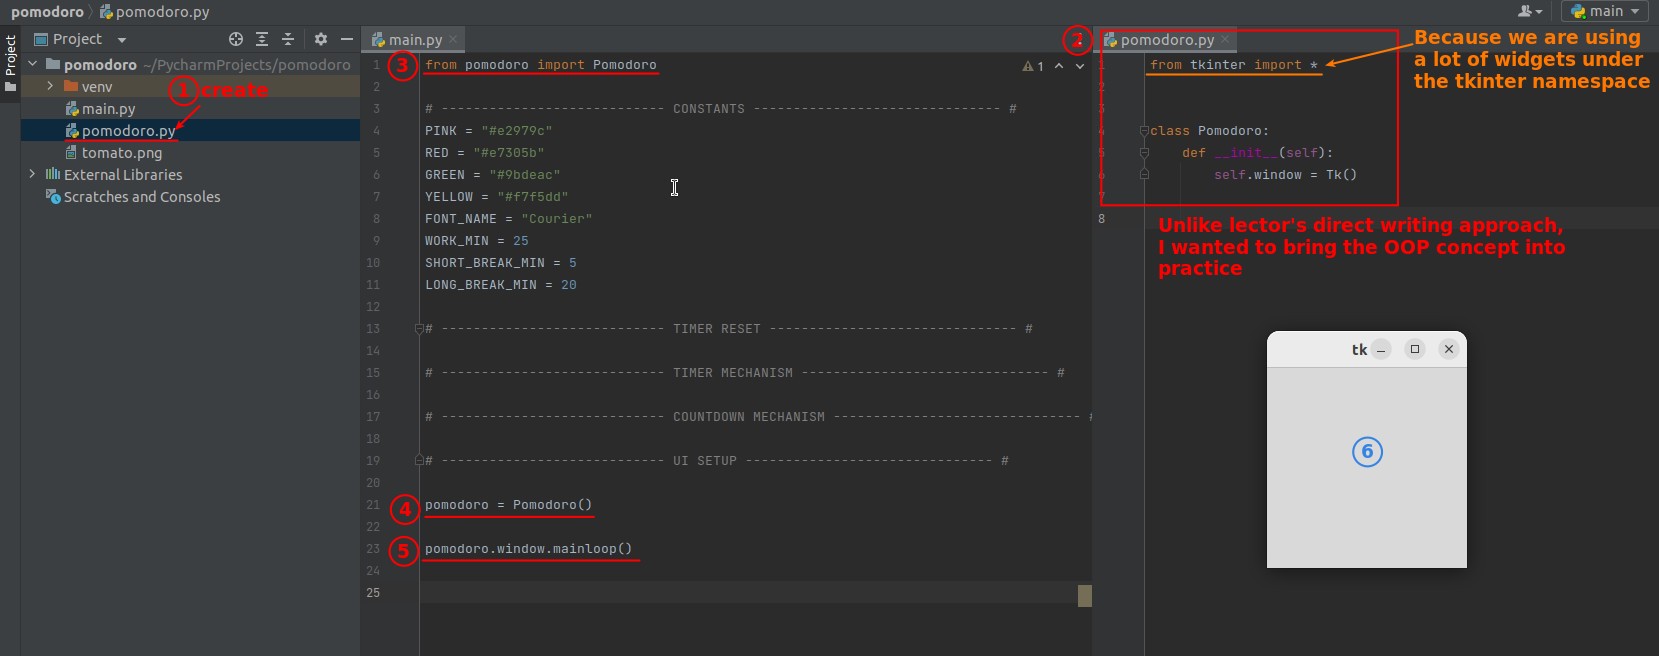 pomodoro 〉 pomodoro.py
main
Project
Project
pomodoro ~/PycharmProjects/pomodoro
venv
main.py
pomodoro.py
tomato.png
External Libraries
Scratches and Consoles
1 create
main.py
3
1 from pomodoro import Pomodoro
1
2
3 # ---------------------------- CONSTANTS ------------------------------- #
4 PINK = "#e2979c"
5 RED = "#e7305b"
6 GREEN = "#9bdeac"
7 YELLOW = "#f7f5dd"
8 FONT_NAME = "Courier"
9 WORK_MIN = 25
10 SHORT_BREAK_MIN = 5
11 LONG_BREAK_MIN = 20
12
13 # ---------------------------- TIMER RESET ------------------------------- #
14
15 # ---------------------------- TIMER MECHANISM ------------------------------- #
16
17 # ---------------------------- COUNTDOWN MECHANISM ------------------------------- #
18
19 # ---------------------------- UI SETUP ------------------------------- #
20
21 pomodoro = Pomodoro()
4
22
23 pomodoro.window.mainloop()
5
24
25
2
pomodoro.py
1 from tkinter import *
2
3
4 class Pomodoro:
5 def __init__(self):
6 self.window = Tk()
7
8
Because we are using
a lot of widgets under
the tkinter namespace
Unlike lector's direct writing approach,
I wanted to bring the OOP concept into
practice
tk
6